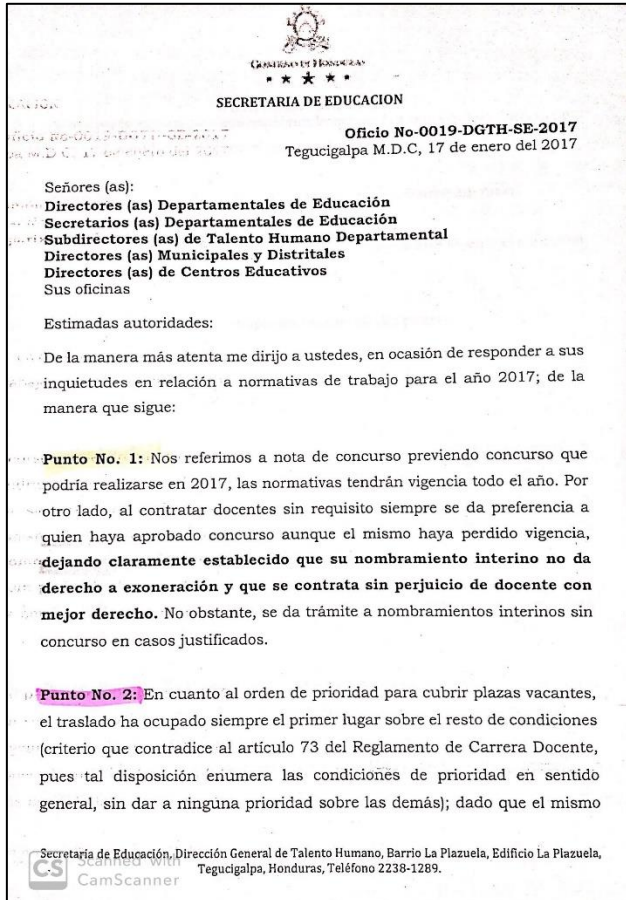 GOBIERNO DE HONDURAS
SECRETARIA DE EDUCACION
Oficio No-0019-DGTH-SE-2017
Tegucigalpa M.D.C, 17 de enero del 2017
Señores (as):
Directores (as) Departamentales de Educación
Secretarios (as) Departamentales de Educación
Subdirectores (as) de Talento Humano Departamental
Directores (as) Municipales y Distritales
Directores (as) de Centros Educativos
Sus oficinas
Estimadas autoridades:
De la manera más atenta me dirijo a ustedes, en ocasión de responder a sus
inquietudes en relación a normativas de trabajo para el año 2017; de la
manera que sigue:
Punto No. 1: Nos referimos a nota de concurso previendo concurso que
podría realizarse en 2017, las normativas tendrán vigencia todo el año. Por
otro lado, al contratar docentes sin requisito siempre se da preferencia a
quien haya aprobado concurso aunque el mismo haya perdido vigencia,
dejando claramente establecido que su nombramiento interino no da
derecho a exoneración y que se contrata sin perjuicio de docente con
mejor derecho. No obstante, se da trámite a nombramientos interinos sin
concurso en casos justificados.
Punto No. 2: En cuanto al orden de prioridad para cubrir plazas vacantes,
el traslado ha ocupado siempre el primer lugar sobre el resto de condiciones
(criterio que contradice al artículo 73 del Reglamento de Carrera Docente,
pues tal disposición enumera las condiciones de prioridad en sentido
general, sin dar a ninguna prioridad sobre las demás); dado que el mismo
Secretaria de Educación, Dirección General de Talento Humano, Barrio La Plazuela, Edificio La Plazuela,
Tegucigalpa, Honduras, Teléfono 2238-1289.
CS Scanned with
CamScanner